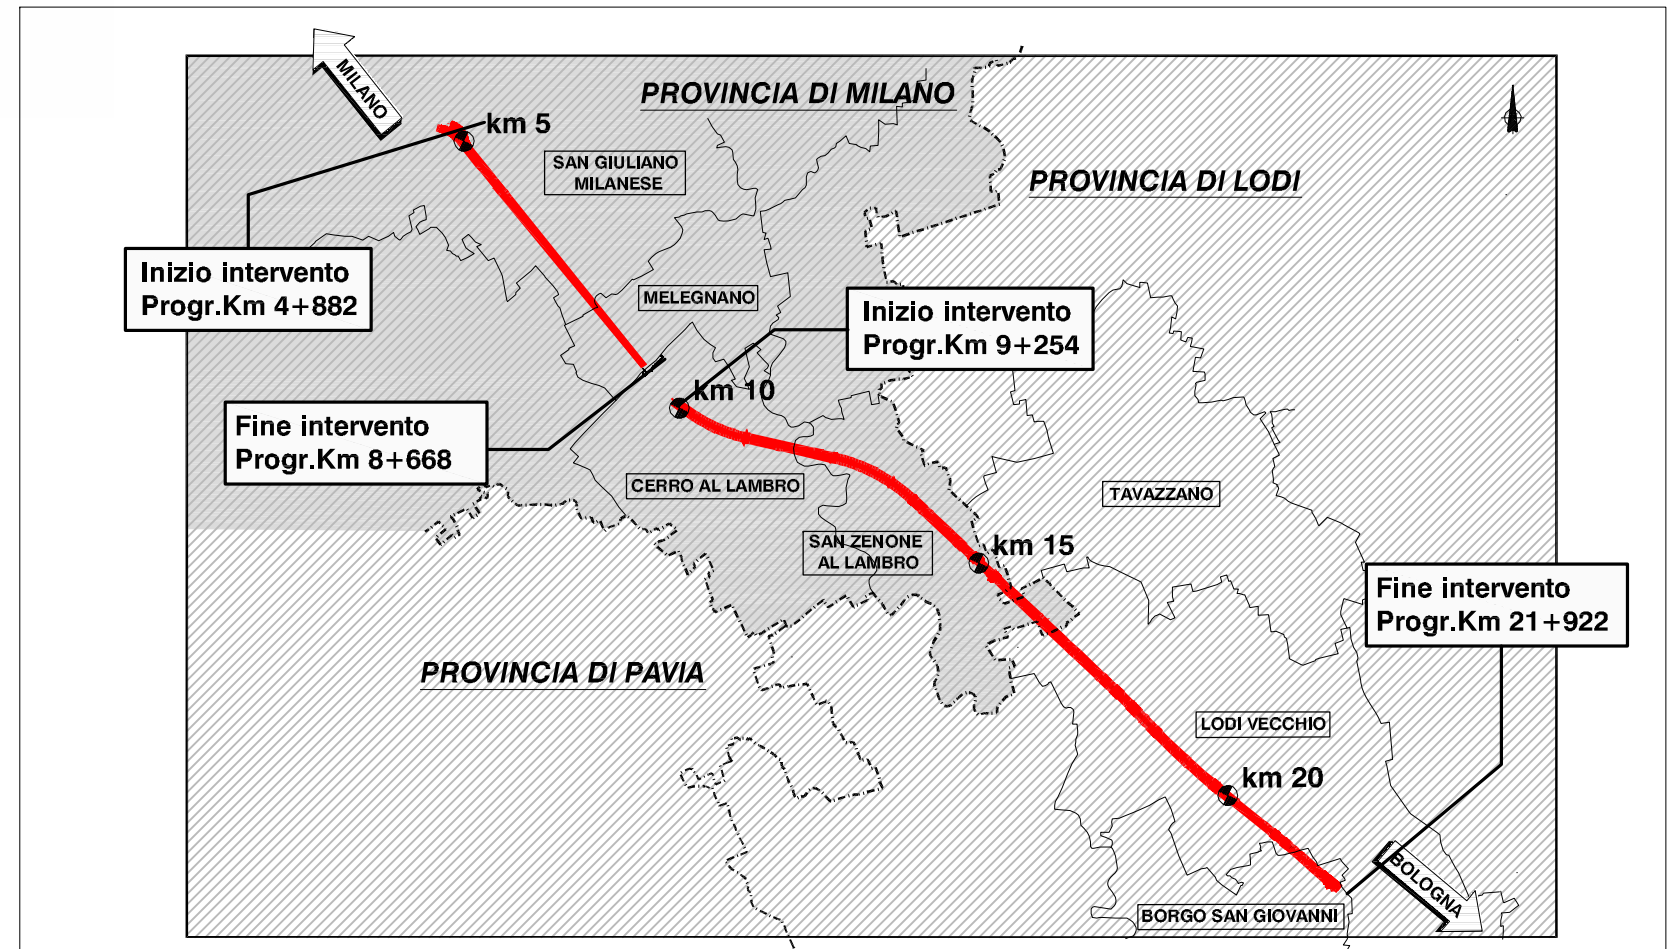 MILANO
PROVINCIA DI MILANO
km 5
SAN GIULIANO
MILANESE
PROVINCIA DI LODI
Inizio intervento
Progr.Km 4+882
MELEGNANO
Inizio intervento
Progr.Km 9+254
km 10
Fine intervento
Progr.Km 8+668
CERRO AL LAMBRO
TAVAZZANO
SAN ZENONE
AL LAMBRO
km 15
Fine intervento
Progr.Km 21+922
PROVINCIA DI PAVIA
LODI VECCHIO
km 20
BOLOGNA
BORGO SAN GIOVANNI